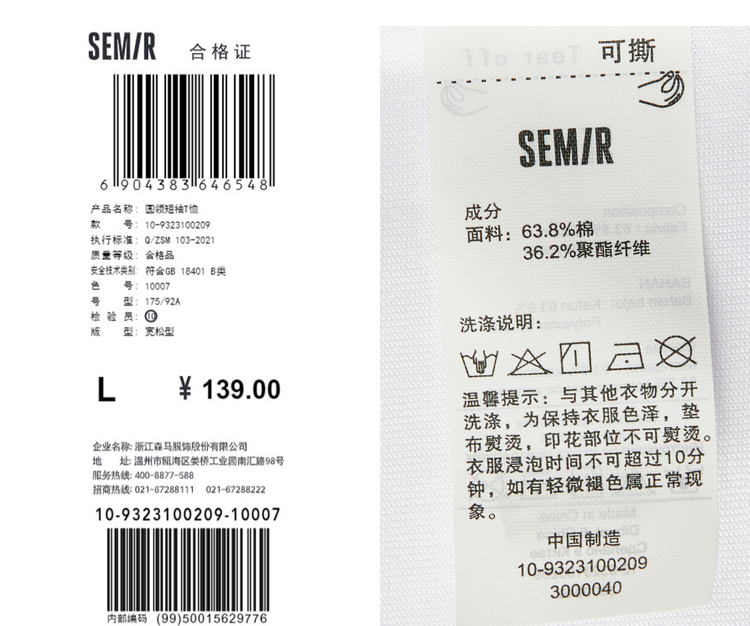 SEMIR 合格证
6 904383 646548
产品名称: 圆领短袖T恤
款 号: 10-9323100209
执行标准: Q/ZSM 103-2021
质量等级: 合格品
安全技术类别: 符合GB 18401 B类
色 号: 10007
号 型: 175/92A
检 验 员: 10
版 型: 宽松型
L ¥ 139.00
企业名称: 浙江森马服饰股份有限公司
地 址: 温州市瓯海区娄桥工业园南汇路98号
服务热线: 400-8877-588
招商热线: 021-67288111 021-67288222
10-9323100209-10007
内部编码 (99)50015629776
可撕
Tear off
SEMIR
成分
面料: 63.8%棉
36.2%聚酯纤维
洗涤说明:
温馨提示: 与其他衣物分开
洗涤, 为保持衣服色泽, 垫
布熨烫, 印花部位不可熨烫。
衣服浸泡时间不可超过10分
钟, 如有轻微褪色属正常现
象。
中国制造
10-9323100209
3000040